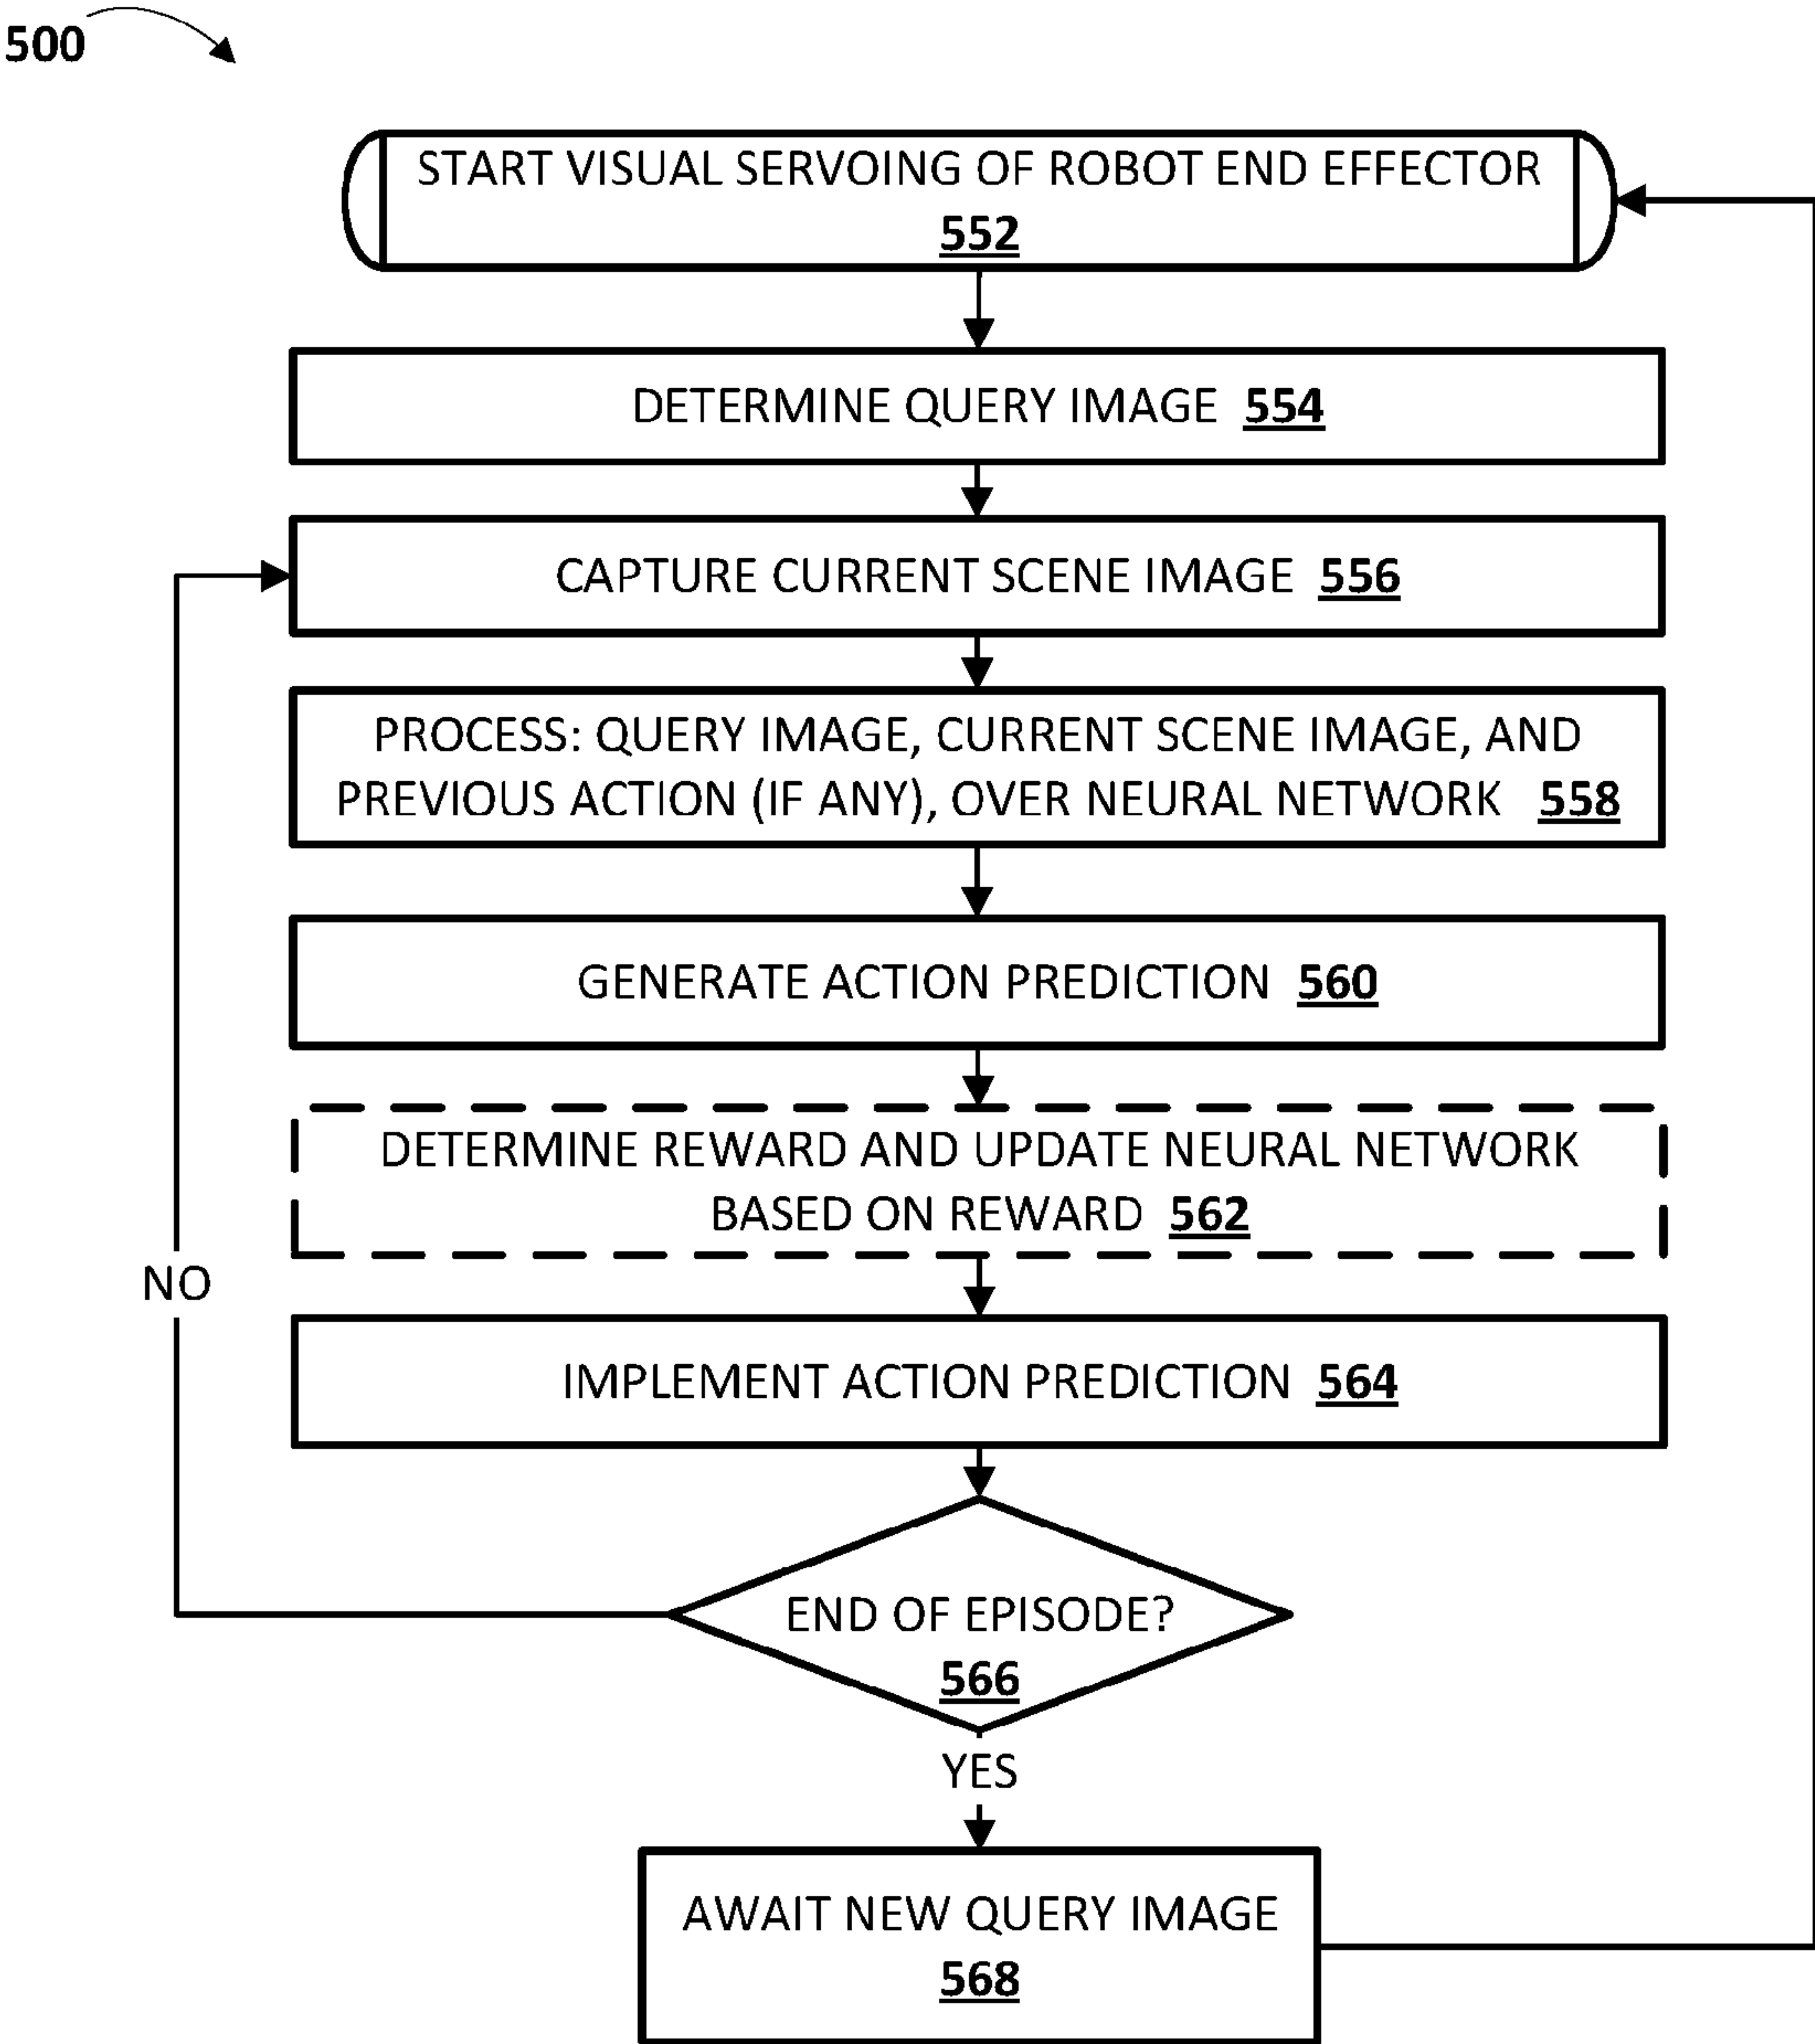 500
START VISUAL SERVOING OF ROBOT END EFFECTOR
552
DETERMINE QUERY IMAGE 554
CAPTURE CURRENT SCENE IMAGE 556
PROCESS: QUERY IMAGE, CURRENT SCENE IMAGE, AND
PREVIOUS ACTION (IF ANY), OVER NEURAL NETWORK 558
GENERATE ACTION PREDICTION 560
DETERMINE REWARD AND UPDATE NEURAL NETWORK
BASED ON REWARD 562
NO
IMPLEMENT ACTION PREDICTION 564
END OF EPISODE?
566
YES
AWAIT NEW QUERY IMAGE
568